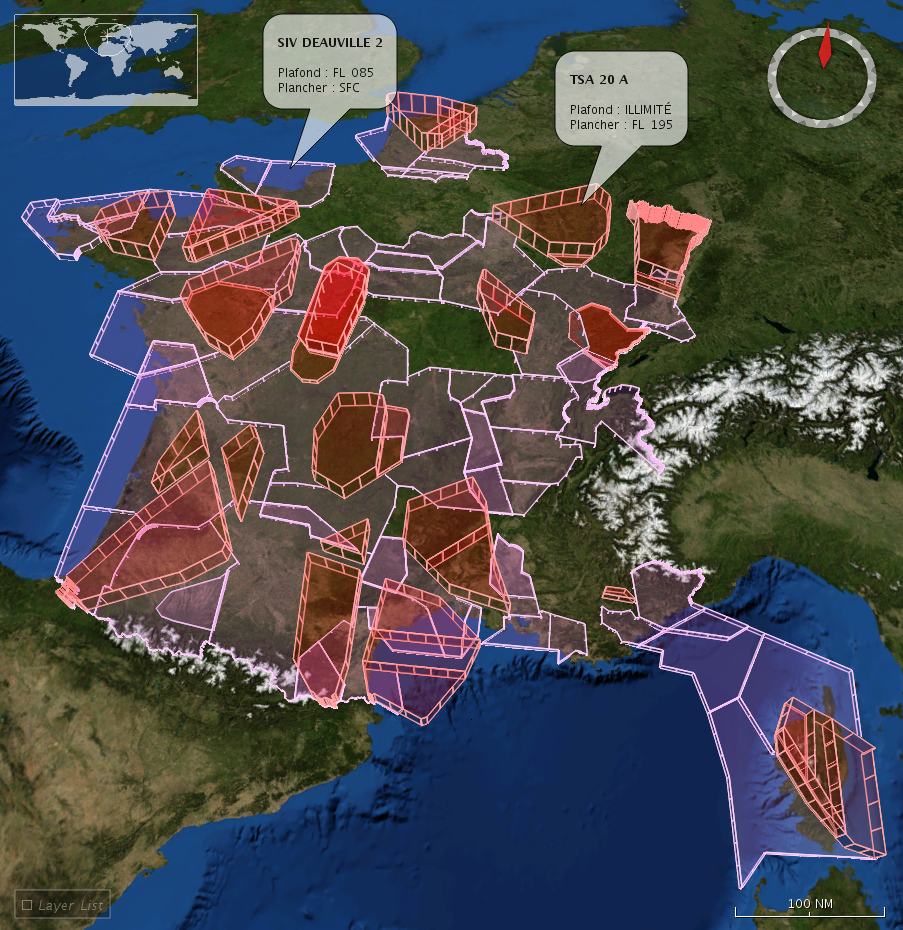 SIV DEAUVILLE 2
Plafond : FL 085
Plancher : SFC
TSA 20 A
Plafond : ILLIMITÉ
Plancher : FL 195
Layer List
100 NM